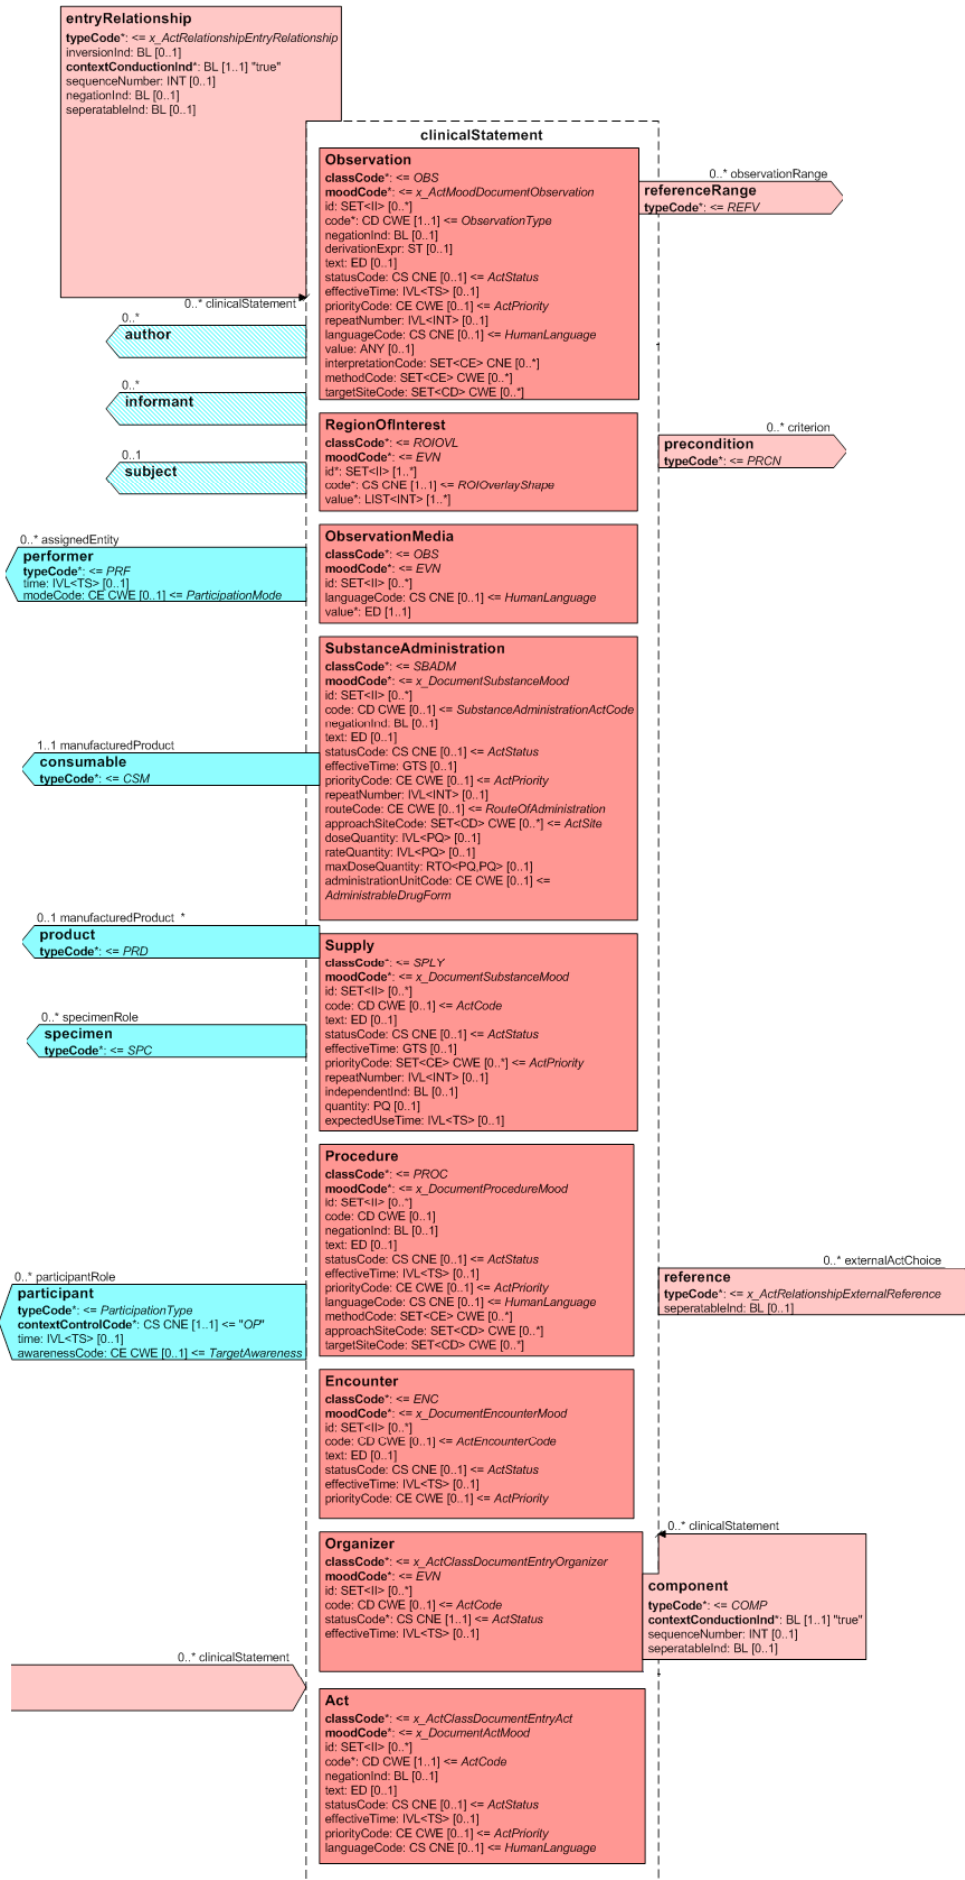 entryRelationship
typeCode*: <= x_ActRelationshipEntryRelationship
inversionInd: BL [0..1]
contextConductionInd*: BL [1..1] "true"
sequenceNumber: INT [0..1]
negationInd: BL [0..1]
seperatableInd: BL [0..1]
0..* clinicalStatement
clinicalStatement
Observation
classCode*: <= OBS
moodCode*: <= x_ActMoodDocumentObservation
id: SET<II> [0..*]
code*: CD CWE [1..1] <= ObservationType
negationInd: BL [0..1]
derivationExpr: ST [0..1]
text: ED [0..1]
statusCode: CS CNE [0..1] <= ActStatus
effectiveTime: IVL<TS> [0..1]
priorityCode: CE CWE [0..1] <= ActPriority
repeatNumber: IVL<INT> [0..1]
languageCode: CS CNE [0..1] <= HumanLanguage
value: ANY [0..1]
interpretationCode: SET<CE> CNE [0..*]
methodCode: SET<CE> CWE [0..*]
targetSiteCode: SET<CD> CWE [0..*]
0..* observationRange
referenceRange
typeCode*: <= REFV
0..*
author
0..*
informant
0..1
subject
RegionOfInterest
classCode*: <= ROIOVL
moodCode*: <= EVN
id*: SET<II> [1..*]
code*: CS CNE [1..1] <= ROIOverlayShape
value*: LIST<INT> [1..*]
0..* criterion
precondition
typeCode*: <= PRCN
0..* assignedEntity
performer
typeCode*: <= PRF
time: IVL<TS> [0..1]
modeCode: CE CWE [0..1] <= ParticipationMode
ObservationMedia
classCode*: <= OBS
moodCode*: <= EVN
id: SET<II> [0..*]
languageCode: CS CNE [0..1] <= HumanLanguage
value*: ED [1..1]
SubstanceAdministration
classCode*: <= SBADM
moodCode*: <= x_DocumentSubstanceMood
id: SET<II> [0..*]
code: CD CWE [0..1] <= SubstanceAdministrationActCode
negationInd: BL [0..1]
text: ED [0..1]
statusCode: CS CNE [0..1] <= ActStatus
effectiveTime: GTS [0..1]
priorityCode: CE CWE [0..1] <= ActPriority
repeatNumber: IVL<INT> [0..1]
routeCode: CE CWE [0..1] <= RouteOfAdministration
approachSiteCode: SET<CD> CWE [0..*] <= ActSite
doseQuantity: IVL<PQ> [0..1]
rateQuantity: IVL<PQ> [0..1]
maxDoseQuantity: RTO<PQ,PQ> [0..1]
administrationUnitCode: CE CWE [0..1] <=
AdministrableDrugForm
1..1 manufacturedProduct
consumable
typeCode*: <= CSM
0..1 manufacturedProduct *
product
typeCode*: <= PRD
Supply
classCode*: <= SPLY
moodCode*: <= x_DocumentSubstanceMood
id: SET<II> [0..*]
code: CD CWE [0..1] <= ActCode
text: ED [0..1]
statusCode: CS CNE [0..1] <= ActStatus
effectiveTime: GTS [0..1]
priorityCode: SET<CE> CWE [0..*] <= ActPriority
repeatNumber: IVL<INT> [0..1]
independentInd: BL [0..1]
quantity: PQ [0..1]
expectedUseTime: IVL<TS> [0..1]
0..* specimenRole
specimen
typeCode*: <= SPC
Procedure
classCode*: <= PROC
moodCode*: <= x_DocumentProcedureMood
id: SET<II> [0..*]
code: CD CWE [0..1]
negationInd: BL [0..1]
text: ED [0..1]
statusCode: CS CNE [0..1] <= ActStatus
effectiveTime: IVL<TS> [0..1]
priorityCode: CE CWE [0..1] <= ActPriority
languageCode: CS CNE [0..1] <= HumanLanguage
methodCode: SET<CE> CWE [0..*]
approachSiteCode: SET<CD> CWE [0..*]
targetSiteCode: SET<CD> CWE [0..*]
0..* participantRole
participant
typeCode*: <= ParticipationType
contextControlCode*: CS CNE [1..1] <= "OP"
time: IVL<TS> [0..1]
awarenessCode: CE CWE [0..1] <= TargetAwareness
0..* externalActChoice
reference
typeCode*: <= x_ActRelationshipExternalReference
seperatableInd: BL [0..1]
Encounter
classCode*: <= ENC
moodCode*: <= x_DocumentEncounterMood
id: SET<II> [0..*]
code: CD CWE [0..1] <= ActEncounterCode
text: ED [0..1]
statusCode: CS CNE [0..1] <= ActStatus
effectiveTime: IVL<TS> [0..1]
priorityCode: CE CWE [0..1] <= ActPriority
Organizer
classCode*: <= x_ActClassDocumentEntryOrganizer
moodCode*: <= EVN
id: SET<II> [0..*]
code: CD CWE [0..1] <= ActCode
statusCode*: CS CNE [1..1] <= ActStatus
effectiveTime: IVL<TS> [0..1]
0..* clinicalStatement
component
typeCode*: <= COMP
contextConductionInd*: BL [1..1] "true"
sequenceNumber: INT [0..1]
seperatableInd: BL [0..1]
0..* clinicalStatement
Act
classCode*: <= x_ActClassDocumentEntryAct
moodCode*: <= x_DocumentActMood
id: SET<II> [0..*]
code*: CD CWE [1..1] <= ActCode
negationInd: BL [0..1]
text: ED [0..1]
statusCode: CS CNE [0..1] <= ActStatus
effectiveTime: IVL<TS> [0..1]
priorityCode: CE CWE [0..1] <= ActPriority
languageCode: CS CNE [0..1] <= HumanLanguage